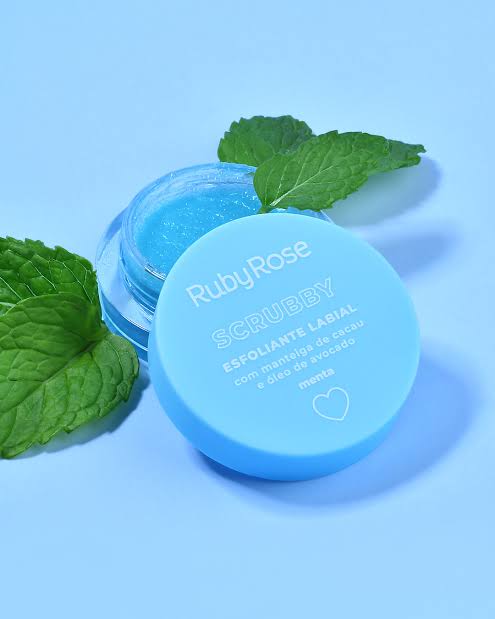 RubyRose
SCRUBBY
ESFOLIANTE LABIAL
com manteiga de cacau
e óleo de avocado
menta